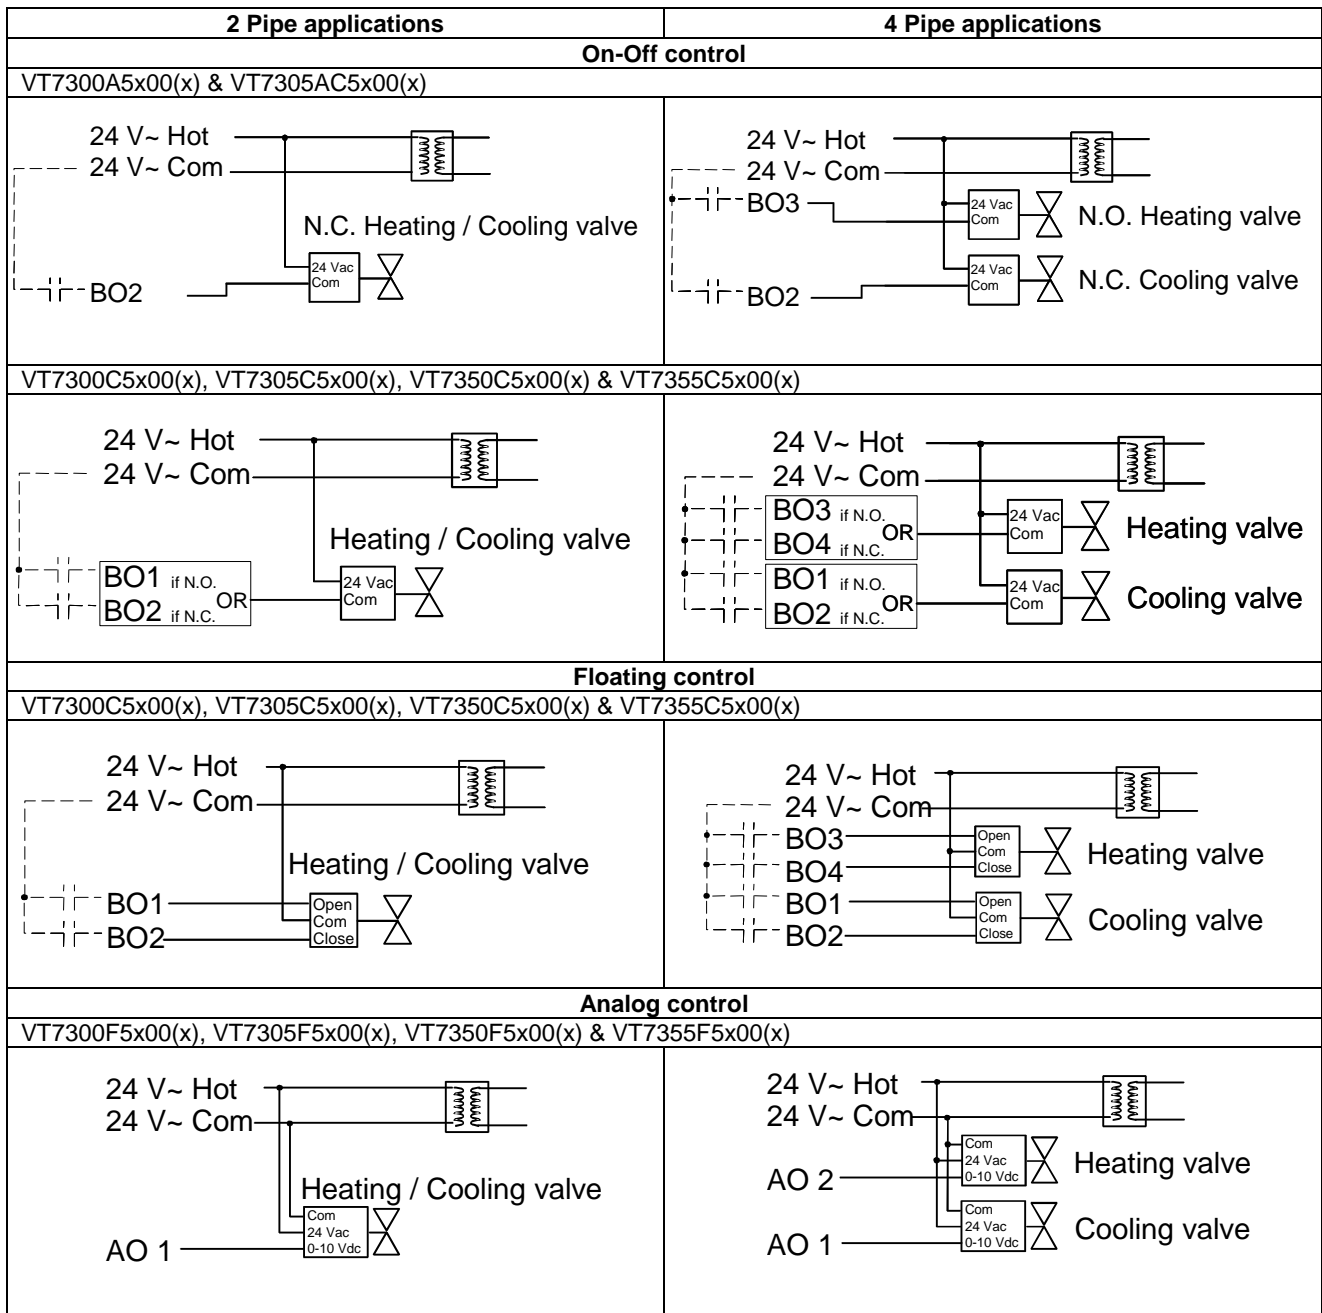 2 Pipe applications
4 Pipe applications
On-Off control
VT7300A5x00(x) & VT7305AC5x00(x)
24 V~ Hot
24 V~ Com
N.C. Heating / Cooling valve
24 Vac
Com
BO2
24 V~ Hot
24 V~ Com
BO3
24 Vac
Com
N.O. Heating valve
BO2
24 Vac
Com
N.C. Cooling valve
VT7300C5x00(x), VT7305C5x00(x), VT7350C5x00(x) & VT7355C5x00(x)
24 V~ Hot
24 V~ Com
Heating / Cooling valve
BO1 if N.O.
OR
BO2 if N.C.
24 Vac
Com
24 V~ Hot
24 V~ Com
BO3 if N.O.
OR
BO4 if N.C.
24 Vac
Com
Heating valve
BO1 if N.O.
OR
BO2 if N.C.
24 Vac
Com
Cooling valve
Floating control
VT7300C5x00(x), VT7305C5x00(x), VT7350C5x00(x) & VT7355C5x00(x)
24 V~ Hot
24 V~ Com
Heating / Cooling valve
BO1
BO2
Open
Com
Close
24 V~ Hot
24 V~ Com
BO3
BO4
Open
Com
Close
Heating valve
BO1
BO2
Open
Com
Close
Cooling valve
Analog control
VT7300F5x00(x), VT7305F5x00(x), VT7350F5x00(x) & VT7355F5x00(x)
24 V~ Hot
24 V~ Com
Heating / Cooling valve
Com
24 Vac
0-10 Vdc
AO 1
24 V~ Hot
24 V~ Com
Com
24 Vac
0-10 Vdc
Heating valve
AO 2
Com
24 Vac
0-10 Vdc
Cooling valve
AO 1